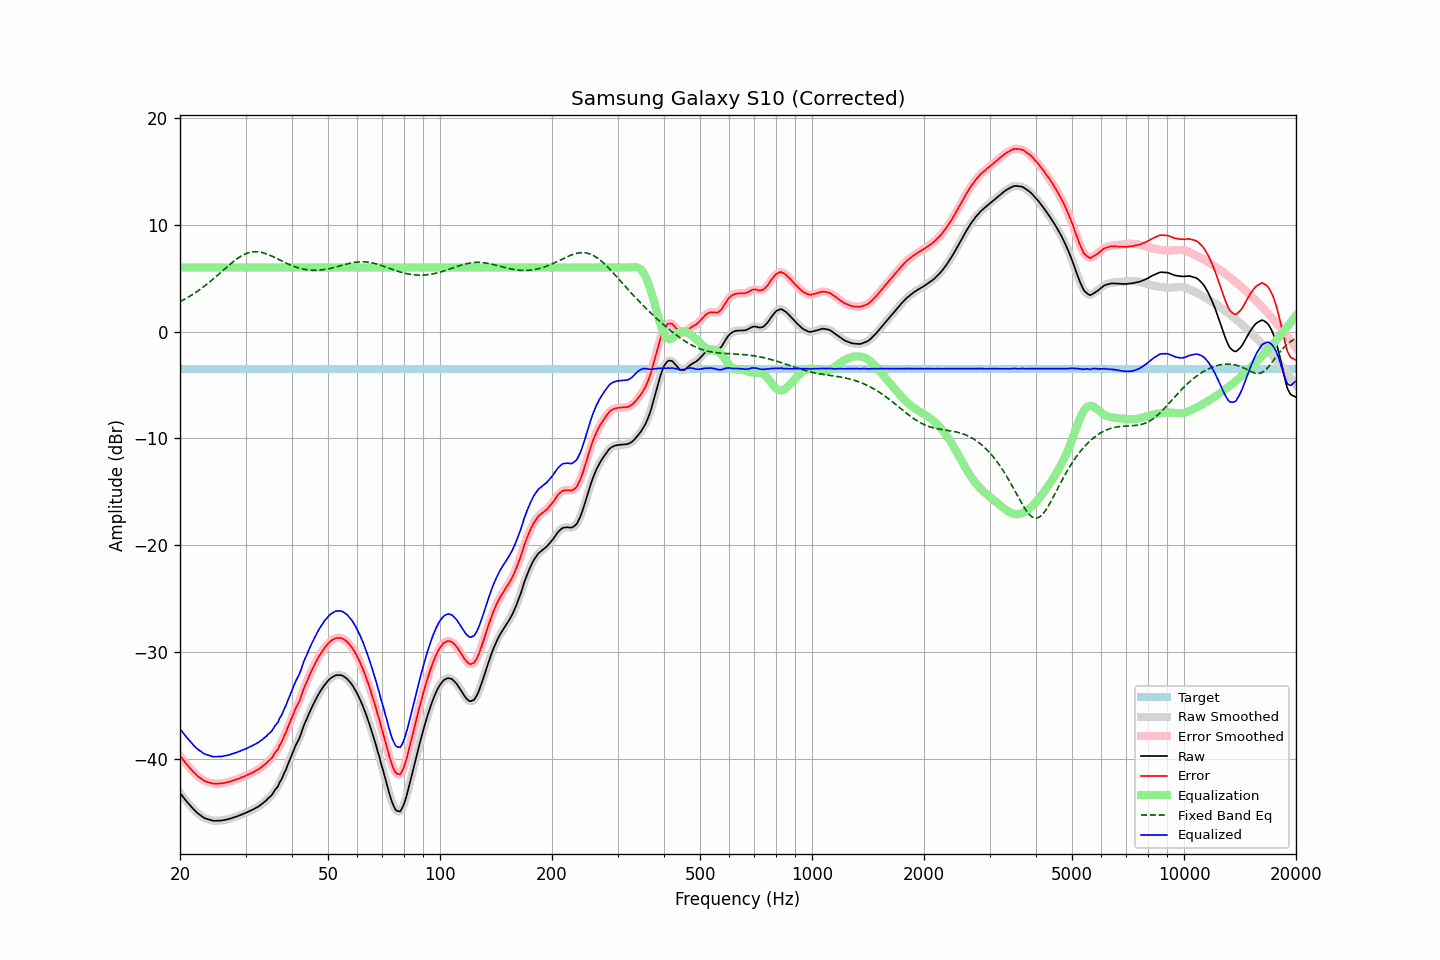 Samsung Galaxy S10 (Corrected)
20
10
0
−10
−20
−30
−40
Amplitude (dBr)
20
50
100
200
500
1000
2000
5000
10000
20000
Frequency (Hz)
Target
Raw Smoothed
Error Smoothed
Raw
Error
Equalization
Fixed Band Eq
Equalized